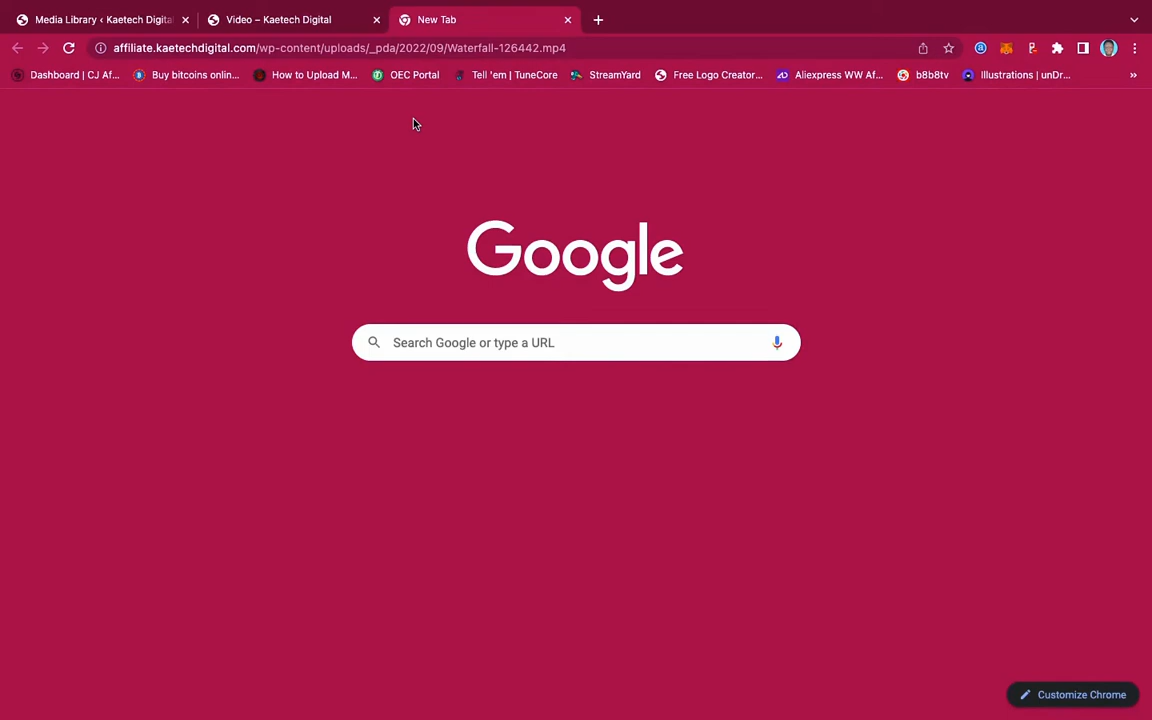 Media Library ‹ Kaetech Digital
Video – Kaetech Digital
New Tab
affiliate.kaetechdigital.com/wp-content/uploads/_pda/2022/09/Waterfall-126442.mp4
Dashboard | CJ Af...
Buy bitcoins onlin...
How to Upload M...
OEC Portal
Tell 'em | TuneCore
StreamYard
Free Logo Creator...
Aliexpress WW Af...
b8b8tv
Illustrations | unDr...
Google
Search Google or type a URL
Customize Chrome